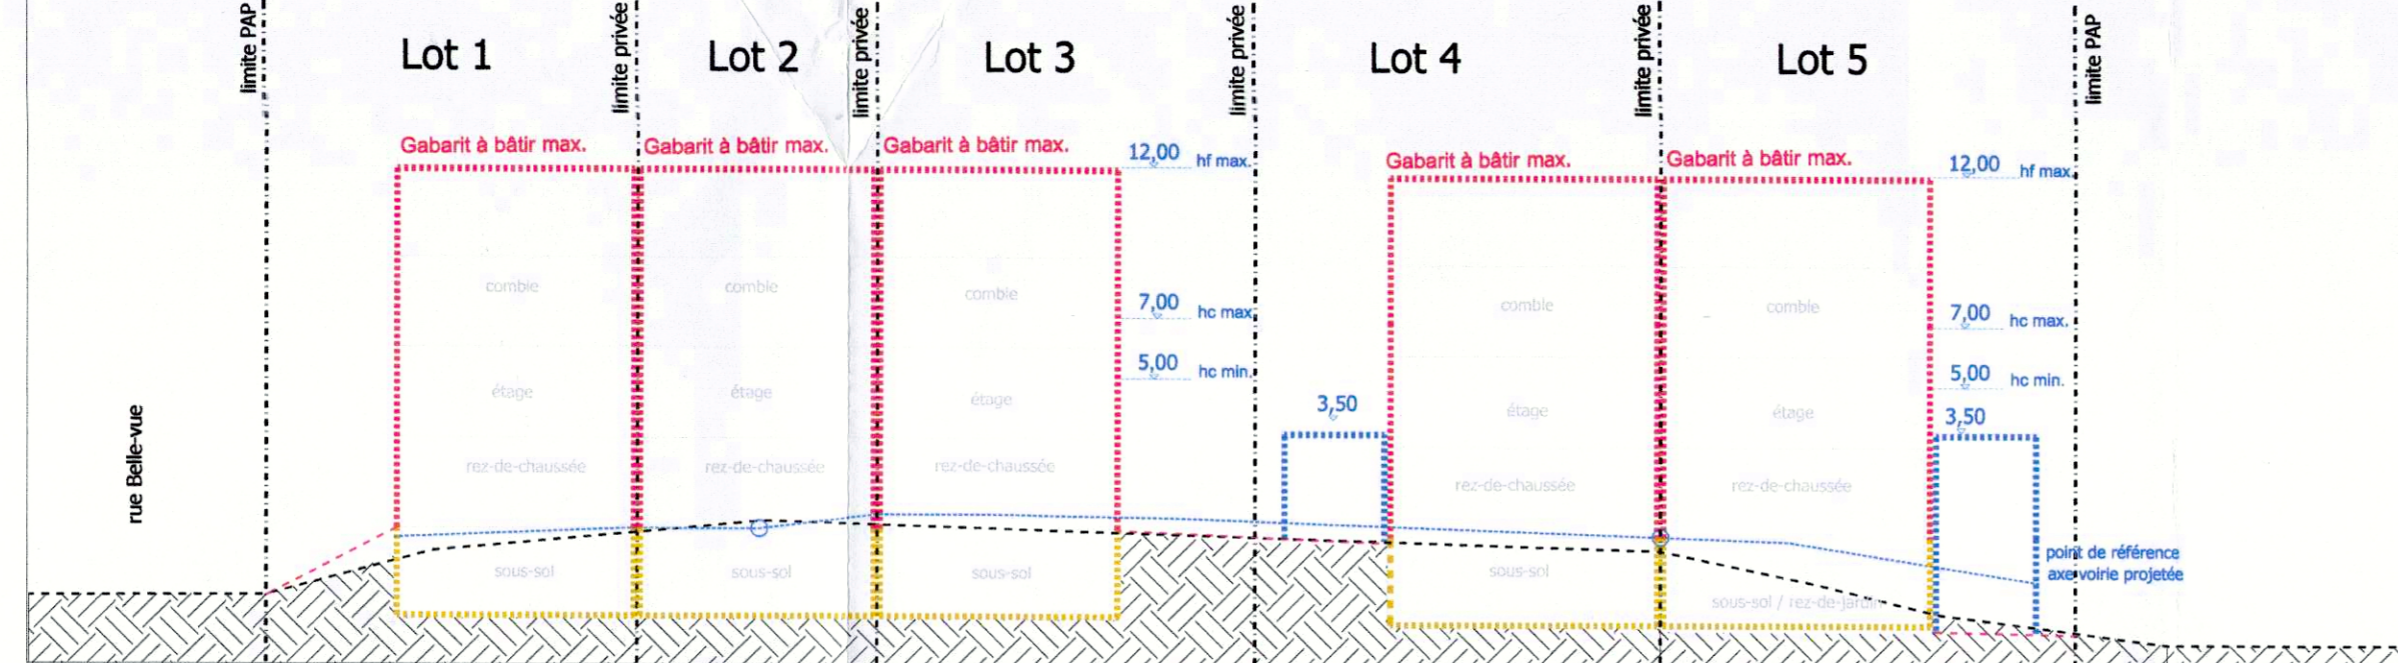 limite PAP
Lot 1
limite privée
Lot 2
limite privée
Lot 3
limite privée
Lot 4
limite privée
Lot 5
limite PAP
Gabarit à bâtir max.
Gabarit à bâtir max.
Gabarit à bâtir max.
12,00 hf max.
Gabarit à bâtir max.
Gabarit à bâtir max.
12,00 hf max.
comble
comble
comble
7,00 hc max.
comble
comble
7,00 hc max.
5,00 hc min.
5,00 hc min.
étage
étage
étage
3,50
étage
étage
3,50
rue Belle-vue
rez-de-chaussée
rez-de-chaussée
rez-de-chaussée
rez-de-chaussée
rez-de-chaussée
point de référence
axe voirie projetée
sous-sol
sous-sol
sous-sol
sous-sol
sous-sol / rez-de-jardin